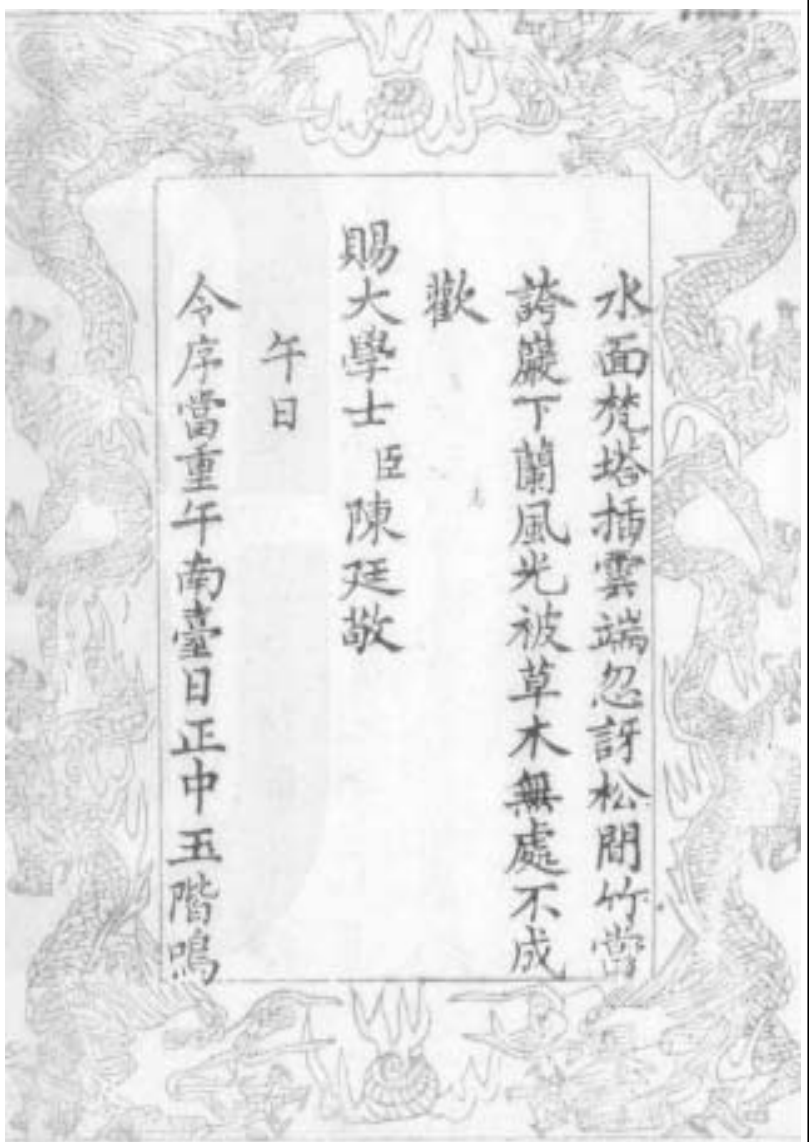 水面梵塔插雲端忽訝松間竹當
誇巖下蘭風光被草木無處不成
歡
賜大學士臣陳廷敬
午日
令序當重午南臺日正中玉階鳴